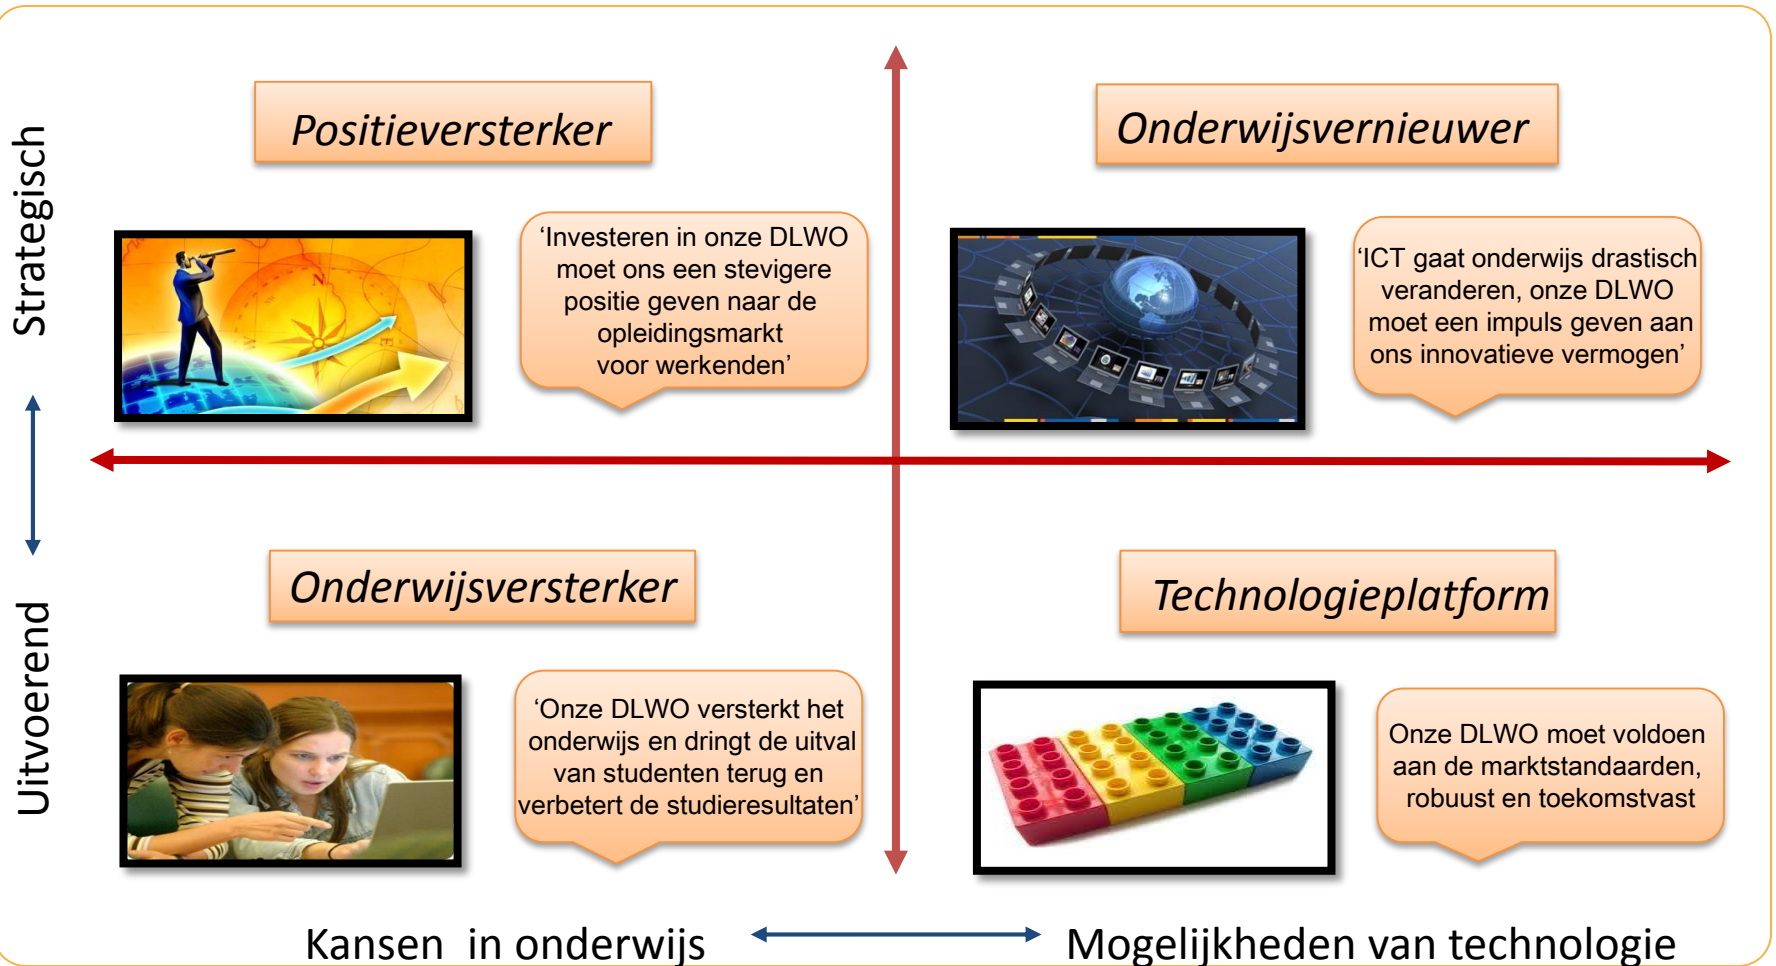 Strategisch
Uitvoerend
Positieversterker
‘Investeren in onze DLWO
moet ons een stevigere
positie geven naar de
opleidingsmarkt
voor werkenden’
Onderwijsvernieuwer
‘ICT gaat onderwijs drastisch
veranderen, onze DLWO
moet een impuls geven aan
ons innovatieve vermogen’
Onderwijsversterker
‘Onze DLWO versterkt het
onderwijs en dringt de uitval
van studenten terug en
verbetert de studieresultaten’
Technologieplatform
Onze DLWO moet voldoen
aan de marktstandaarden,
robuust en toekomstvast
Kansen in onderwijs
Mogelijkheden van technologie